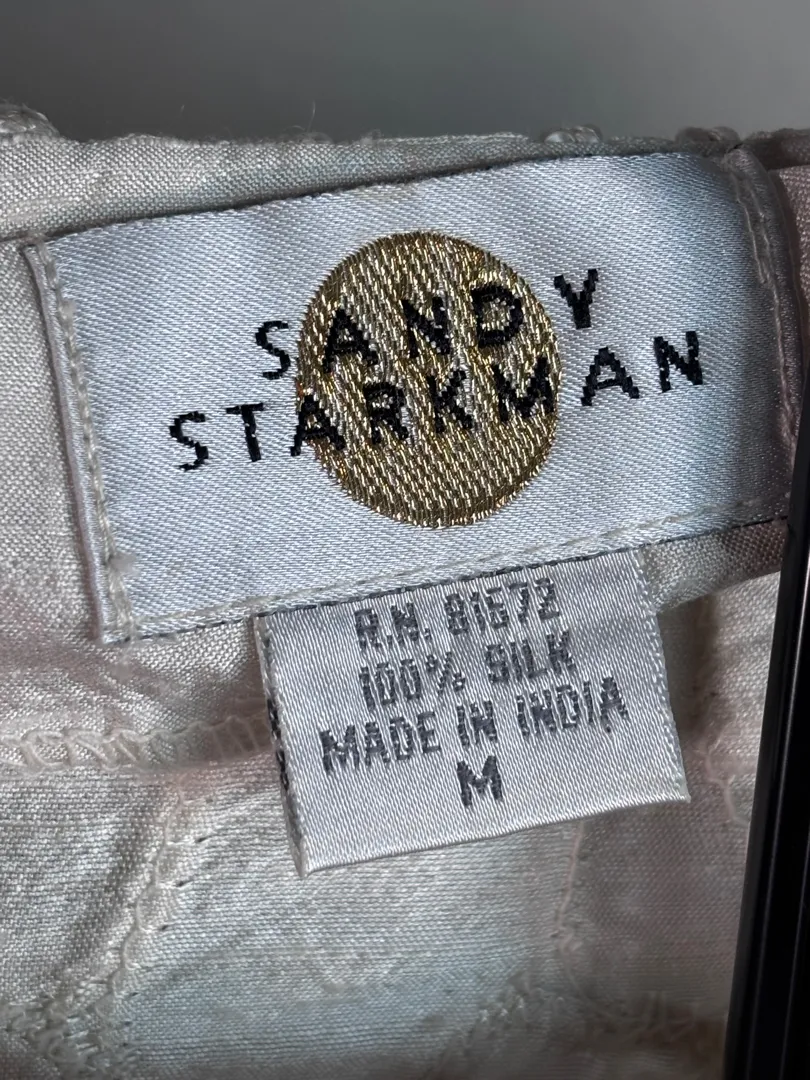 SANDY
STARKMAN
R.N. 81672
100% SILK
MADE IN INDIA
M